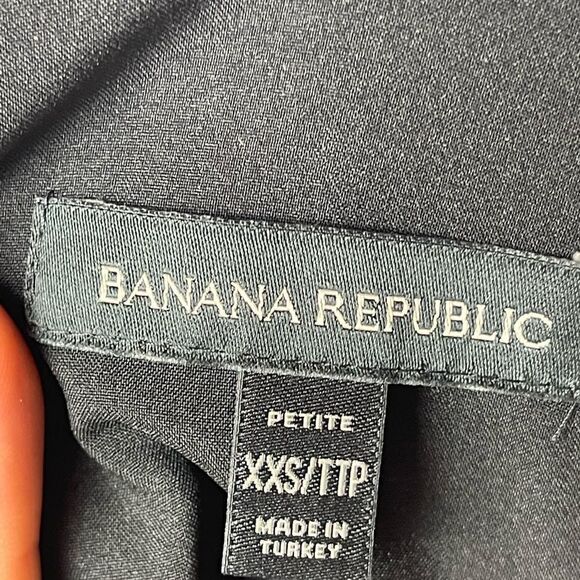 BANANA REPUBLIC
PETITE
XXS/TTP
MADE IN
TURKEY